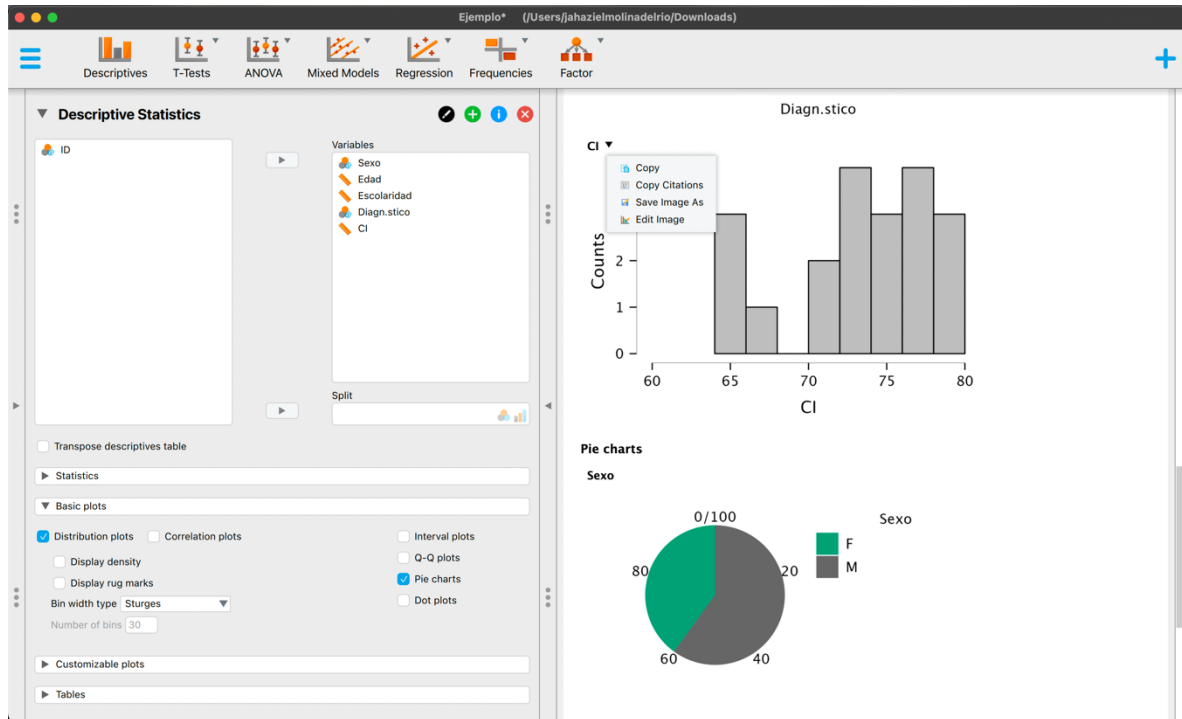 Ejemplo* (/Users/jahazielmolinadelrio/Downloads)
Descriptives T-Tests ANOVA Mixed Models Regression Frequencies Factor
Descriptive Statistics
ID
Variables
Sexo
Edad
Escolaridad
Diagn.stico
CI
Split
Transpose descriptives table
Statistics
Basic plots
Distribution plots Correlation plots
Display density
Display rug marks
Bin width type Sturges
Number of bins 30
Interval plots
Q-Q plots
Pie charts
Dot plots
Customizable plots
Tables
Diagn.stico
CI
Copy
Copy Citations
Save Image As
Edit Image
Counts
2
1
0
60 65 70 75 80
CI
Pie charts
Sexo
0/100
80 20
60 40
Sexo
F
M